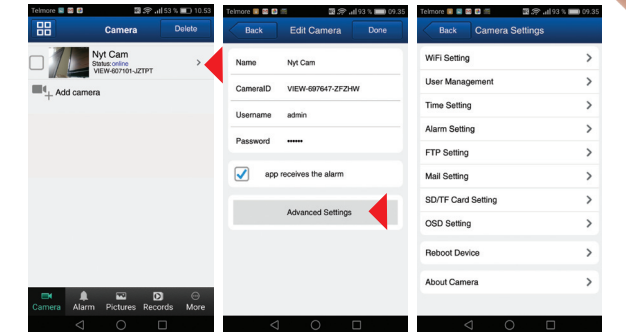 Telmore 53 % 10.53
Camera Delete
Nyt Cam
Status:online
VIEW-607101-JZTPT
Add camera
Camera Alarm Pictures Records More
Telmore 93 % 09.35
Back Edit Camera Done
Name Nyt Cam
CameraID VIEW-697647-ZFZHW
Username admin
Password ••••••
app receives the alarm
Advanced Settings
Telmore 93 % 09.35
Back Camera Settings
WiFi Setting
User Management
Time Setting
Alarm Setting
FTP Setting
Mail Setting
SD/TF Card Setting
OSD Setting
Reboot Device
About Camera